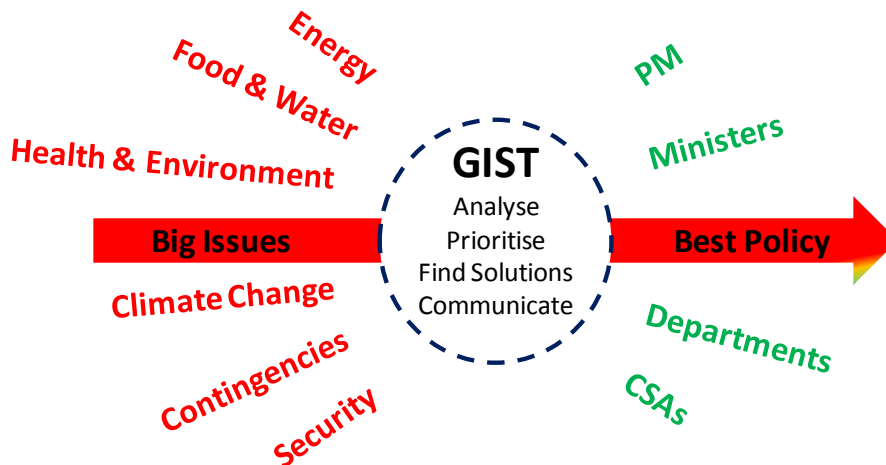 Energy
Food & Water
Health & Environment
Big Issues
Climate Change
Contingencies
Security
GIST
Analyse
Prioritise
Find Solutions
Communicate
PM
Ministers
Best Policy
Departments
CSAs